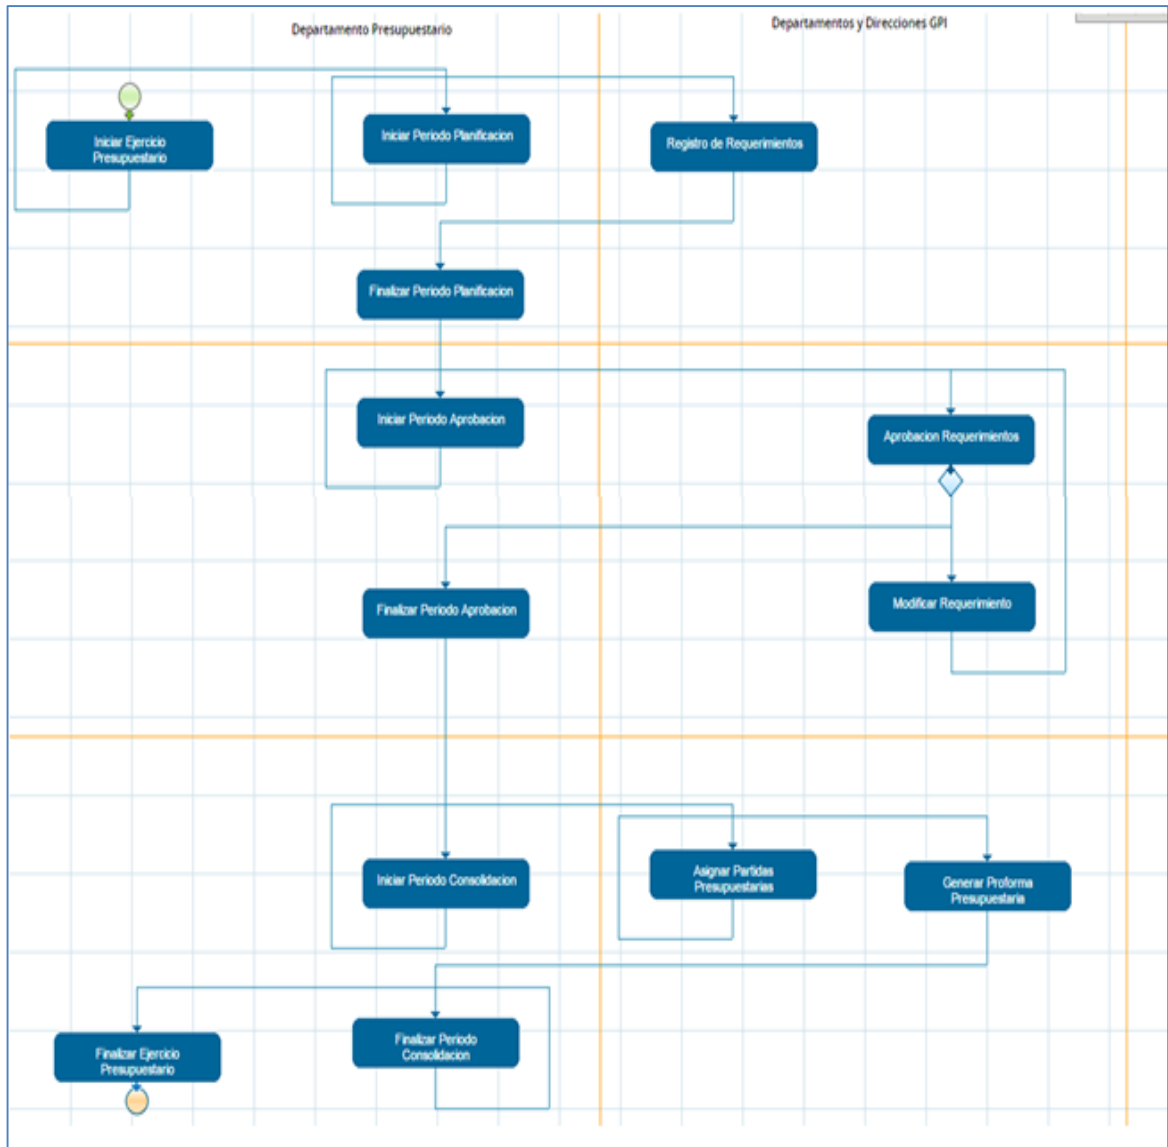 Departamento Presupuestario
Departamentos y Direcciones GPI
Iniciar Ejercicio
Presupuestario
Iniciar Periodo Planificacion
Registro de Requerimientos
Finalizar Periodo Planificacion
Iniciar Periodo Aprobacion
Aprobacion Requerimientos
Finalizar Periodo Aprobacion
Modificar Requerimiento
Iniciar Periodo Consolidacion
Asignar Partidas
Presupuestarias
Generar Proforma
Presupuestaria
Finalizar Ejercicio
Presupuestario
Finalizar Periodo
Consolidacion